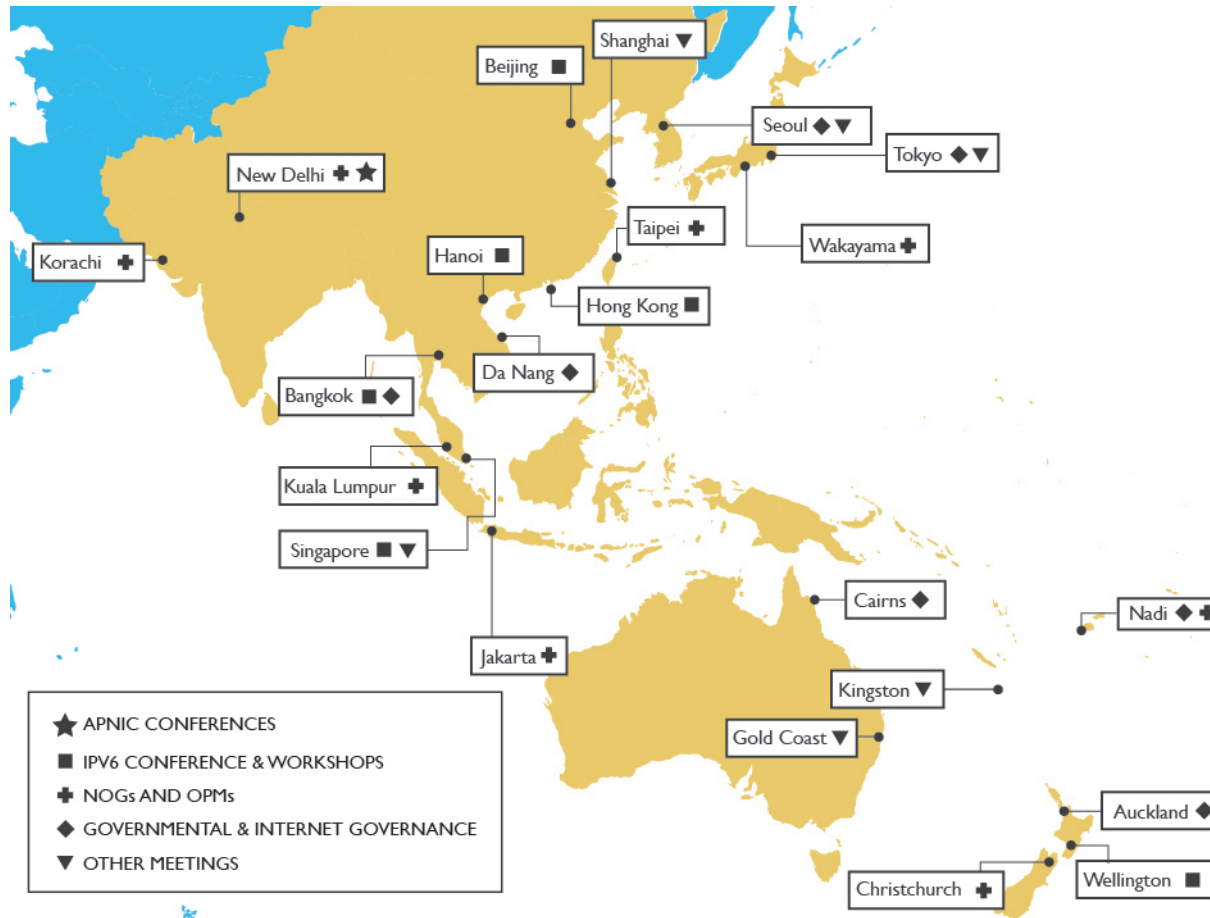 Shanghai
Beijing
Seoul
Tokyo
New Delhi
Taipei
Wakayama
Korachi
Hanoi
Hong Kong
Da Nang
Bangkok
Kuala Lumpur
Singapore
Cairns
Nadi
Jakarta
Kingston
Gold Coast
APNIC CONFERENCES
IPV6 CONFERENCE & WORKSHOPS
NOGs AND OPMs
GOVERNMENTAL & INTERNET GOVERNANCE
OTHER MEETINGS
Auckland
Wellington
Christchurch